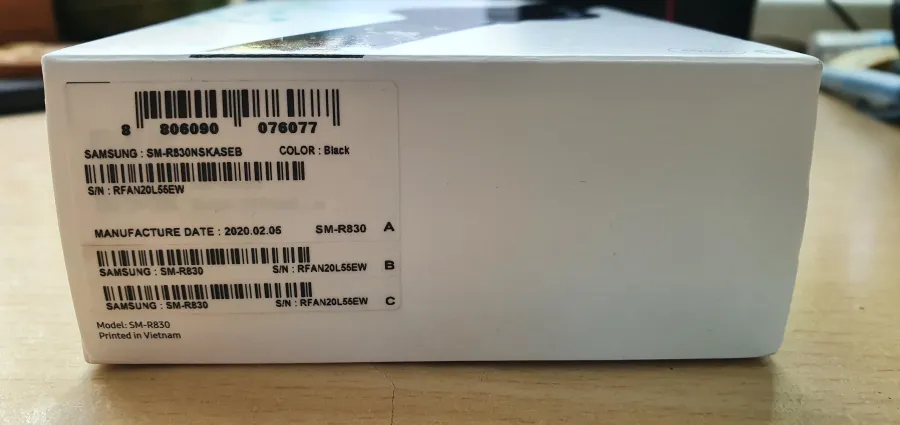 8 806090 076077
SAMSUNG : SM-R830NSKASEB COLOR : Black
S/N : RFAN20L55EW
MANUFACTURE DATE : 2020.02.05 SM-R830 A
SAMSUNG : SM-R830 S/N : RFAN20L55EW B
SAMSUNG : SM-R830 S/N : RFAN20L55EW C
Model: SM-R830
Printed in Vietnam